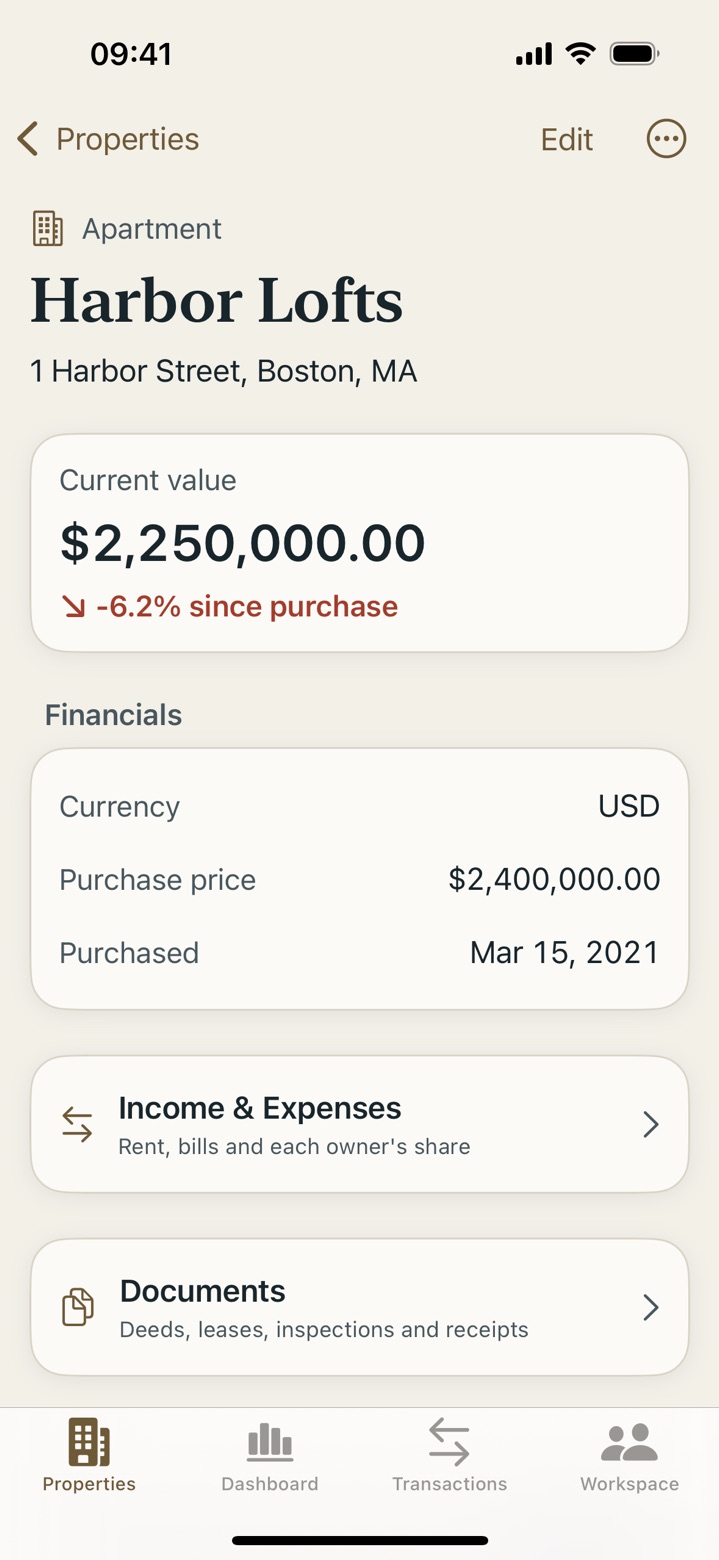 09:41
Properties
Edit
Apartment
Harbor Lofts
1 Harbor Street, Boston, MA
Current value
$2,250,000.00
-6.2% since purchase
Financials
Currency USD
Purchase price $2,400,000.00
Purchased Mar 15, 2021
Income & Expenses
Rent, bills and each owner's share
Documents
Deeds, leases, inspections and receipts
Properties Dashboard Transactions Workspace